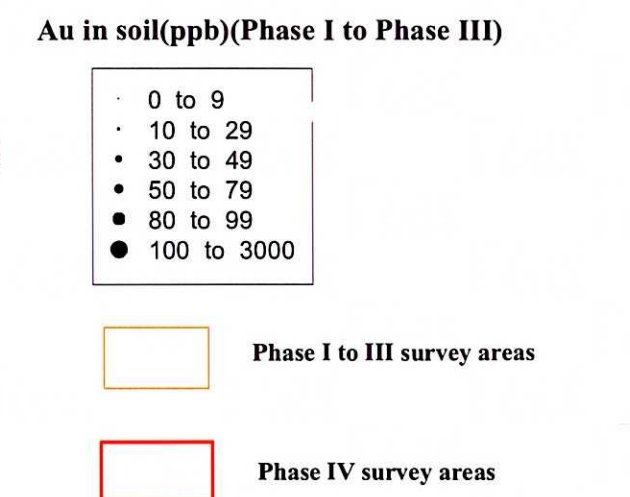 Au in soil(ppb)(Phase I to Phase III)
0 to 9
10 to 29
30 to 49
50 to 79
80 to 99
100 to 3000
Phase I to III survey areas
Phase IV survey areas